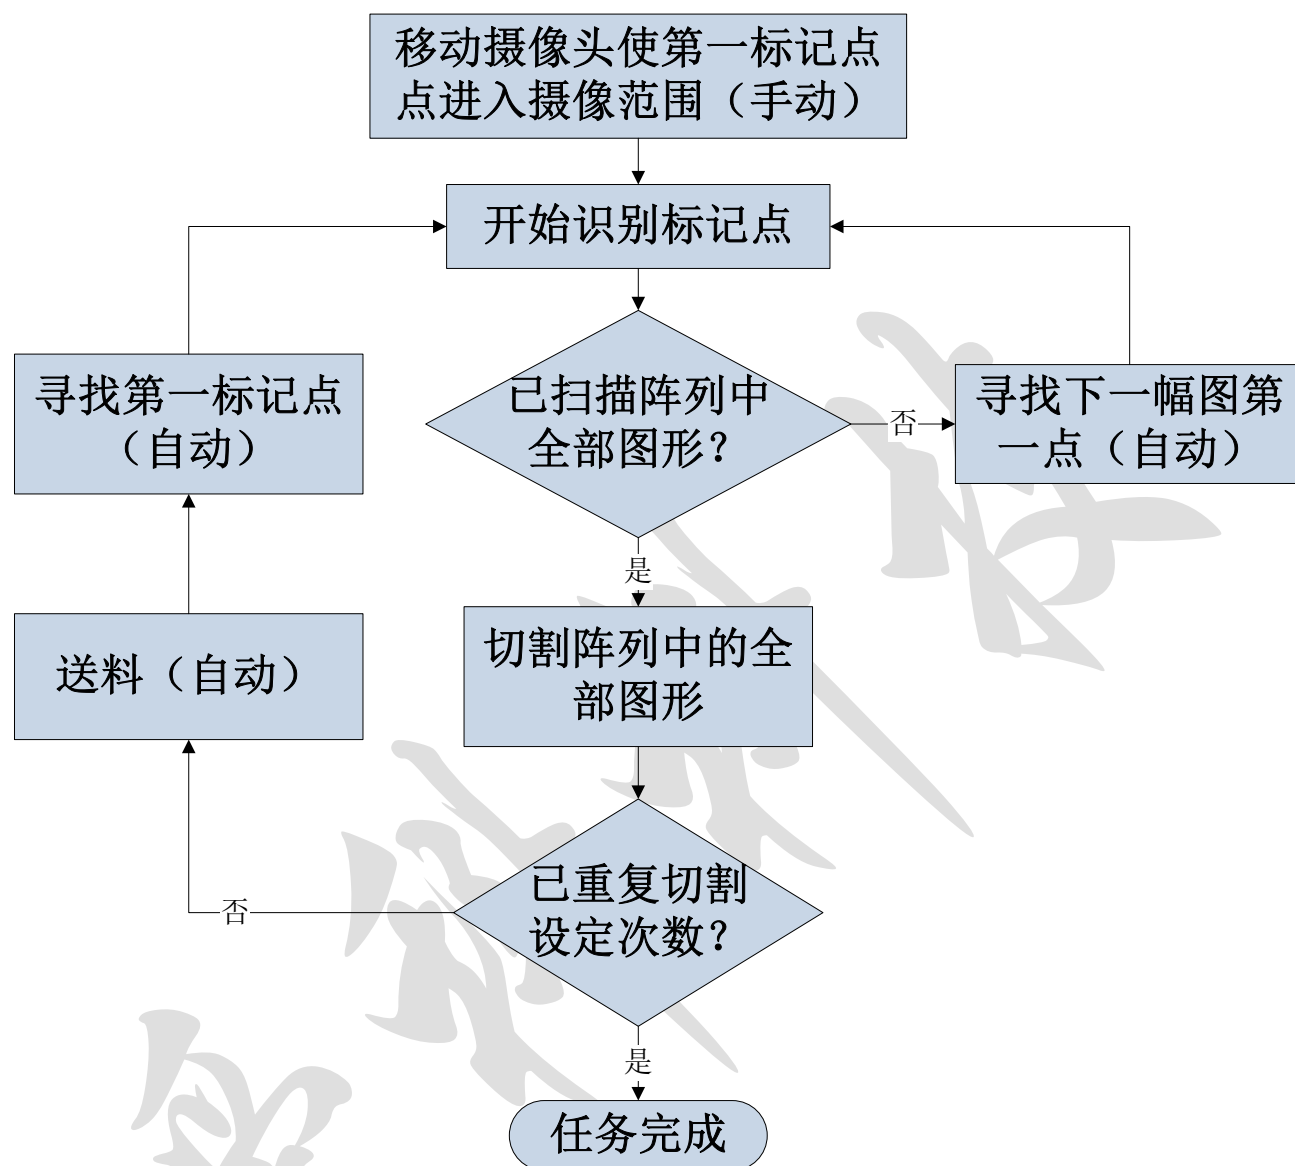 移动摄像头使第一标记点
点进入摄像范围（手动）
开始识别标记点
已扫描阵列中
全部图形？
否
寻找下一幅图第
一点（自动）
寻找第一标记点
（自动）
是
切割阵列中的全
部图形
送料（自动）
已重复切割
设定次数？
否
是
任务完成